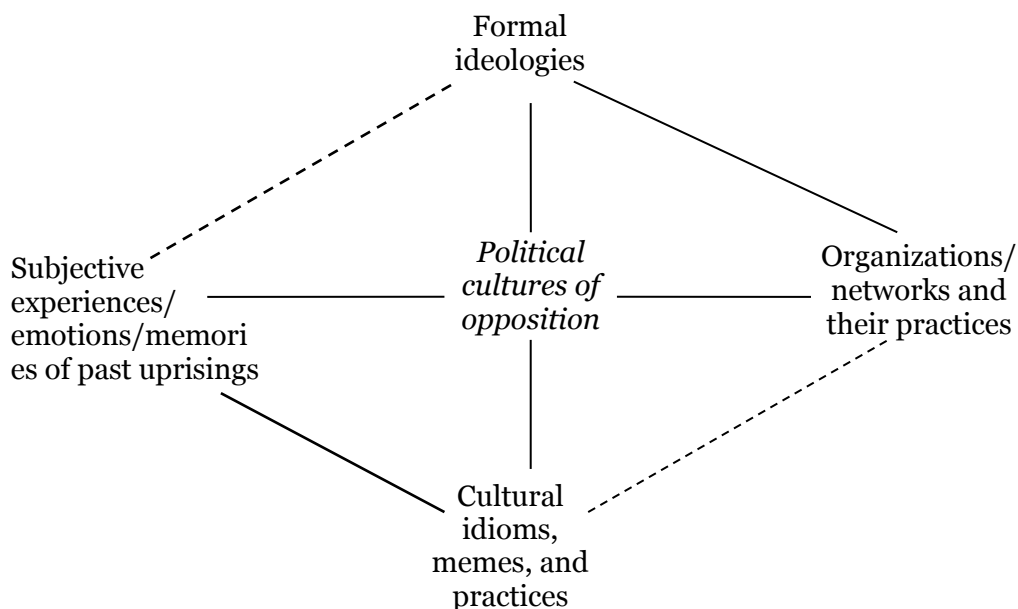 Formal
ideologies
Subjective
experiences/
emotions/memori
es of past uprisings
Political
cultures of
opposition
Organizations/
networks and
their practices
Cultural
idioms,
memes, and
practices